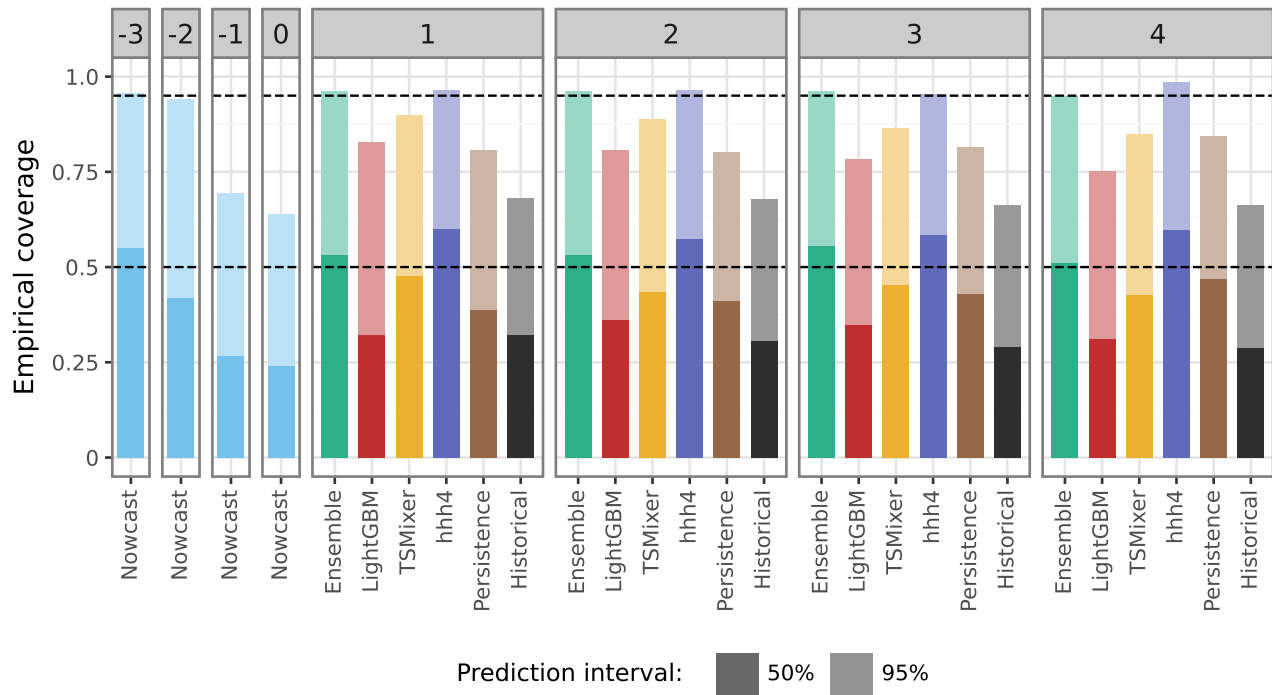 -3 -2 -1 0 1 2 3 4
Empirical coverage
1.0
0.75
0.5
0.25
0
Nowcast Nowcast Nowcast Nowcast Ensemble LightGBM TSMixer hhh4 Persistence Historical Ensemble LightGBM TSMixer hhh4 Persistence Historical Ensemble LightGBM TSMixer hhh4 Persistence Historical Ensemble LightGBM TSMixer hhh4 Persistence Historical
Prediction interval: 50% 95%